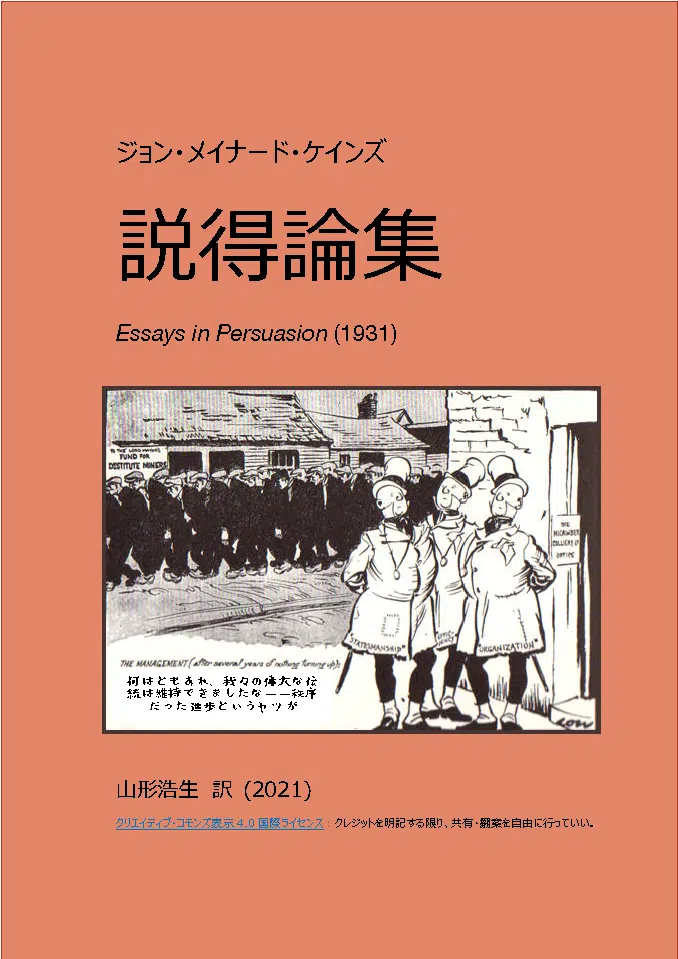 ジョン・メイナード・ケインズ
説得論集
Essays in Persuasion (1931)
TO THE LORD MAYOR'S
FUND FOR
DESTITUTE MINERS
THE
MICAWBER
COLLIERY Co
OFFICE
"STATESMANSHIP"
"EFFICIENCY"
"ORGANIZATION"
THE MANAGEMENT (after several years of nothing turning up):
何はともあれ、我々の偉大な伝
統は維持できましたな——秩序
だった進歩というヤツが
LOW
山形浩生 訳 (2021)
クリエイティブ・コモンズ表示 4.0 国際ライセンス：クレジットを明記する限り、共有・翻案を自由に行っていい。